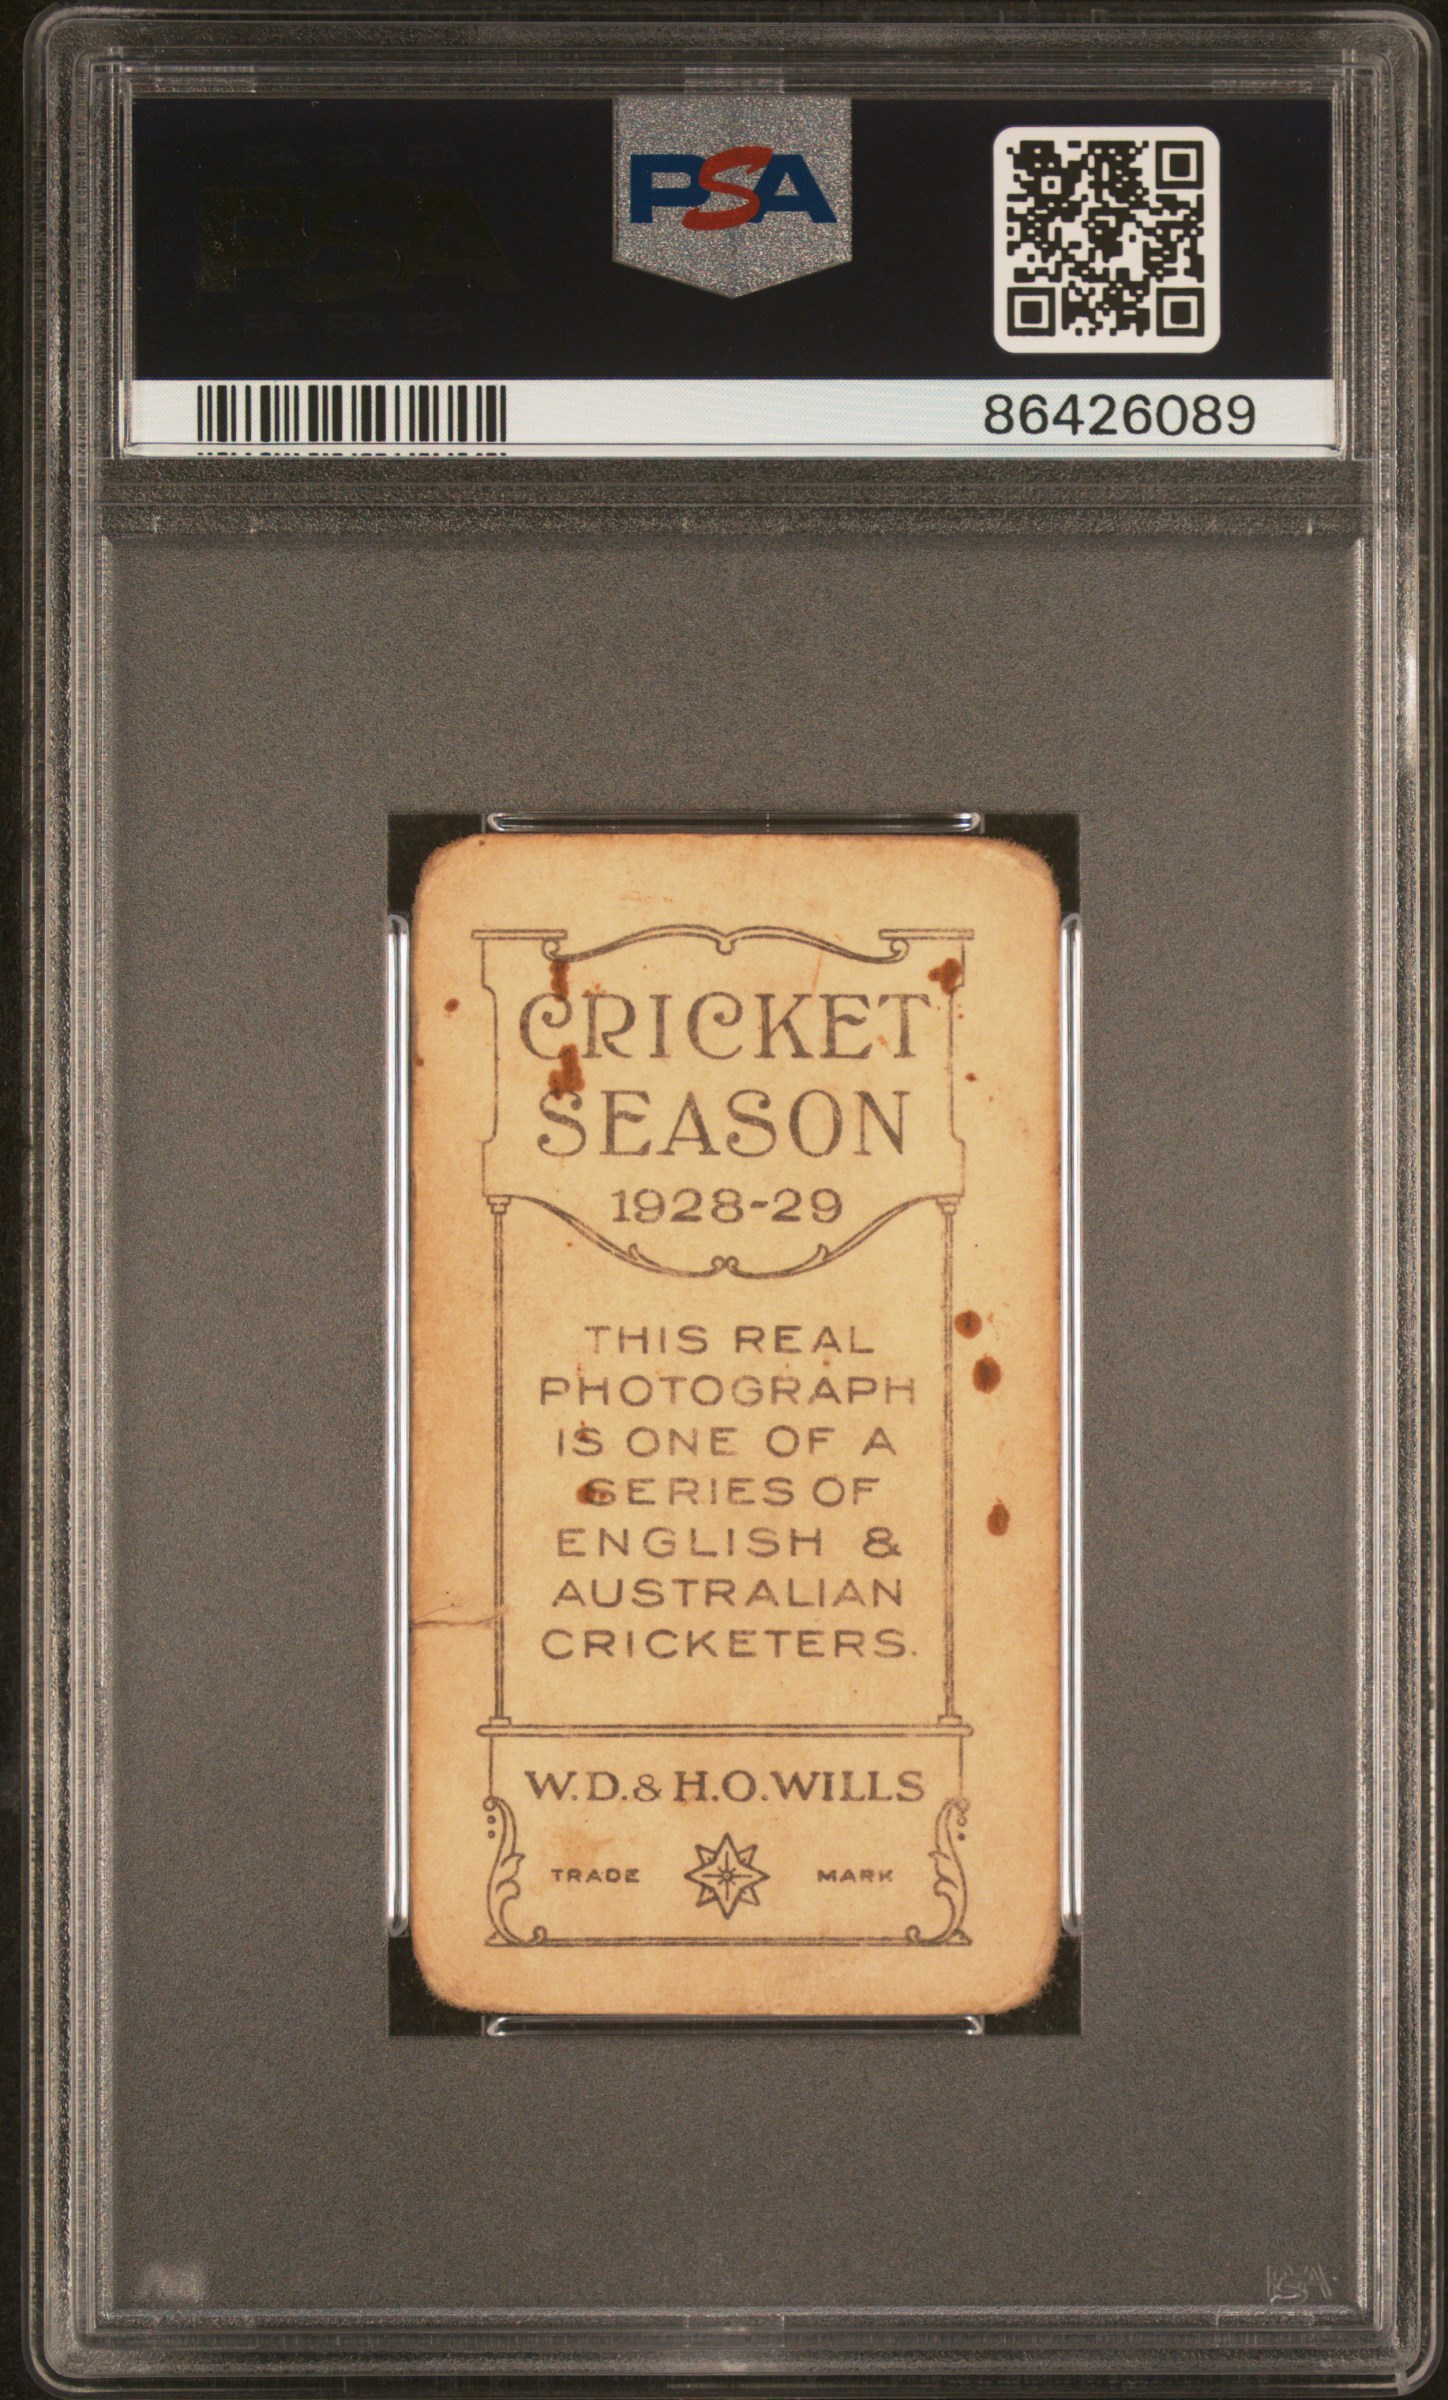 PSA
86426089
CRICKET
SEASON
1928-29
THIS REAL
PHOTOGRAPH
IS ONE OF A
SERIES OF
ENGLISH &
AUSTRALIAN
CRICKETERS.
W.D.& H.O.WILLS
TRADE MARK
PSA